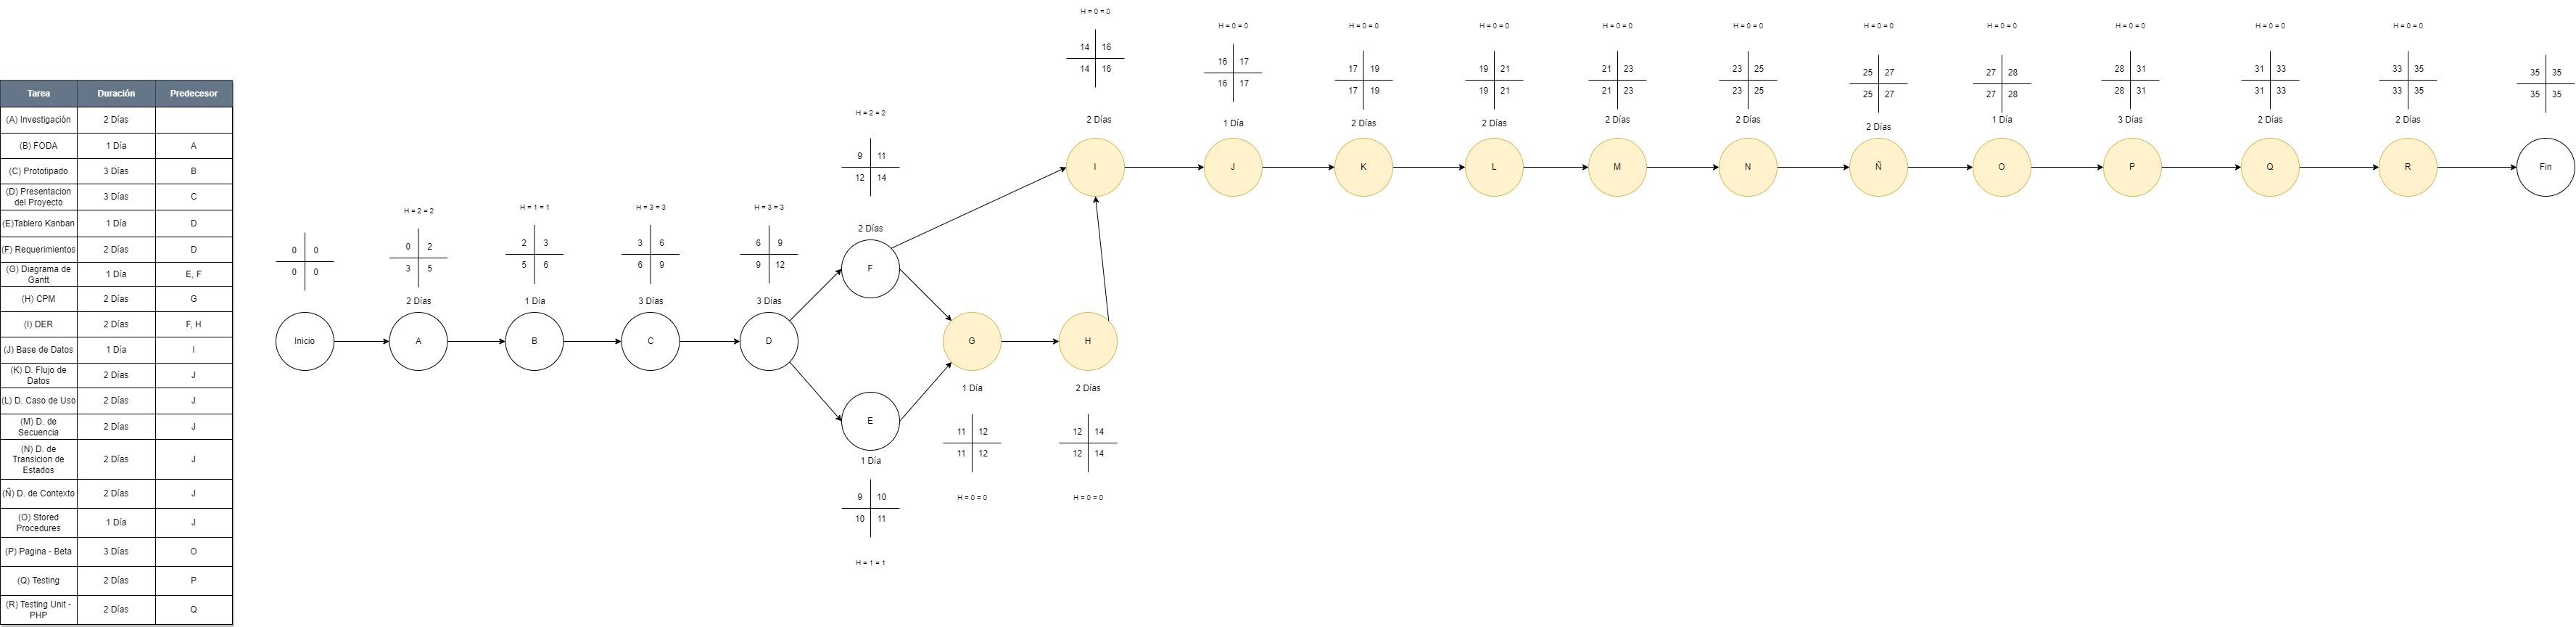 Tarea Duración Predecesor
(A) Investigación 2 Días
(B) FODA 1 Día A
(C) Prototipado 3 Días B
(D) Presentacion
del Proyecto 3 Días C
(E)Tablero Kanban 1 Día D
(F) Requerimientos 2 Días D
(G) Diagrama de
Gantt 1 Día E, F
(H) CPM 2 Días G
(I) DER 2 Días F, H
(J) Base de Datos 1 Día I
(K) D. Flujo de
Datos 2 Días J
(L) D. Caso de Uso 2 Días J
(M) D. de
Secuencia 2 Días J
(N) D. de
Transicion de
Estados 2 Días J
(Ñ) D. de Contexto 2 Días J
(O) Stored
Procedures 1 Día J
(P) Pagina - Beta 3 Días O
(Q) Testing 2 Días P
(R) Testing Unit -
PHP 2 Días Q
0 0
0 0
Inicio
H = 2 = 2
0 2
3 5
2 Días
A
H = 1 = 1
2 3
5 6
1 Día
B
H = 3 = 3
3 6
6 9
3 Días
C
H = 3 = 3
6 9
9 12
3 Días
D
H = 2 = 2
9 11
12 14
2 Días
F
E
1 Día
9 10
10 11
H = 1 = 1
G
1 Día
11 12
11 12
H = 0 = 0
H
2 Días
12 14
12 14
H = 0 = 0
H = 0 = 0
14 16
14 16
2 Días
I
H = 0 = 0
16 17
16 17
1 Día
J
H = 0 = 0
17 19
17 19
2 Días
K
H = 0 = 0
19 21
19 21
2 Días
L
H = 0 = 0
21 23
21 23
2 Días
M
H = 0 = 0
23 25
23 25
2 Días
N
H = 0 = 0
25 27
25 27
2 Días
Ñ
H = 0 = 0
27 28
27 28
1 Día
O
H = 0 = 0
28 31
28 31
3 Días
P
H = 0 = 0
31 33
31 33
2 Días
Q
H = 0 = 0
33 35
33 35
2 Días
R
35 35
35 35
Fin